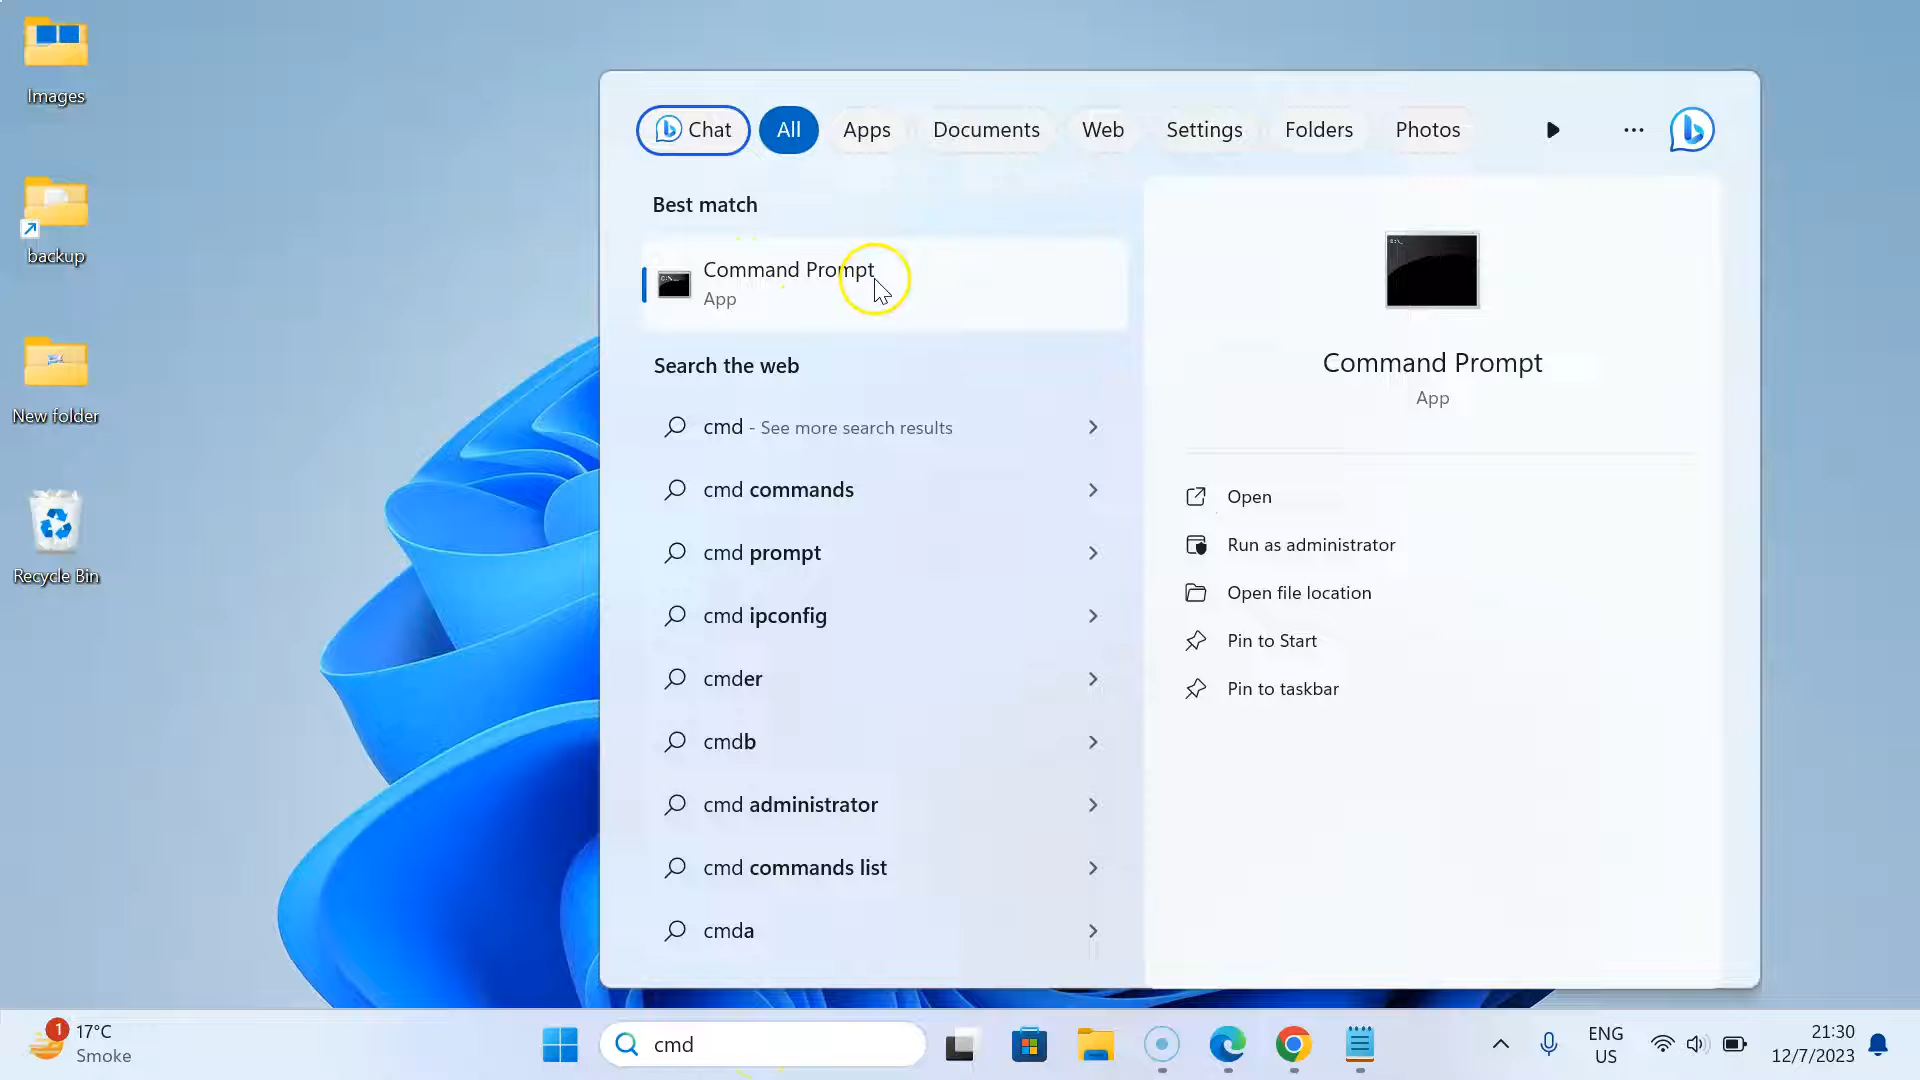 Images
backup
New folder
Recycle Bin
Chat
All
Apps
Documents
Web
Settings
Folders
Photos
Best match
Command Prompt
App
Search the web
cmd - See more search results
cmd commands
cmd prompt
cmd ipconfig
cmder
cmdb
cmd administrator
cmd commands list
cmda
Command Prompt
App
Open
Run as administrator
Open file location
Pin to Start
Pin to taskbar
1
17°C
Smoke
cmd
ENG
US
21:30
12/7/2023